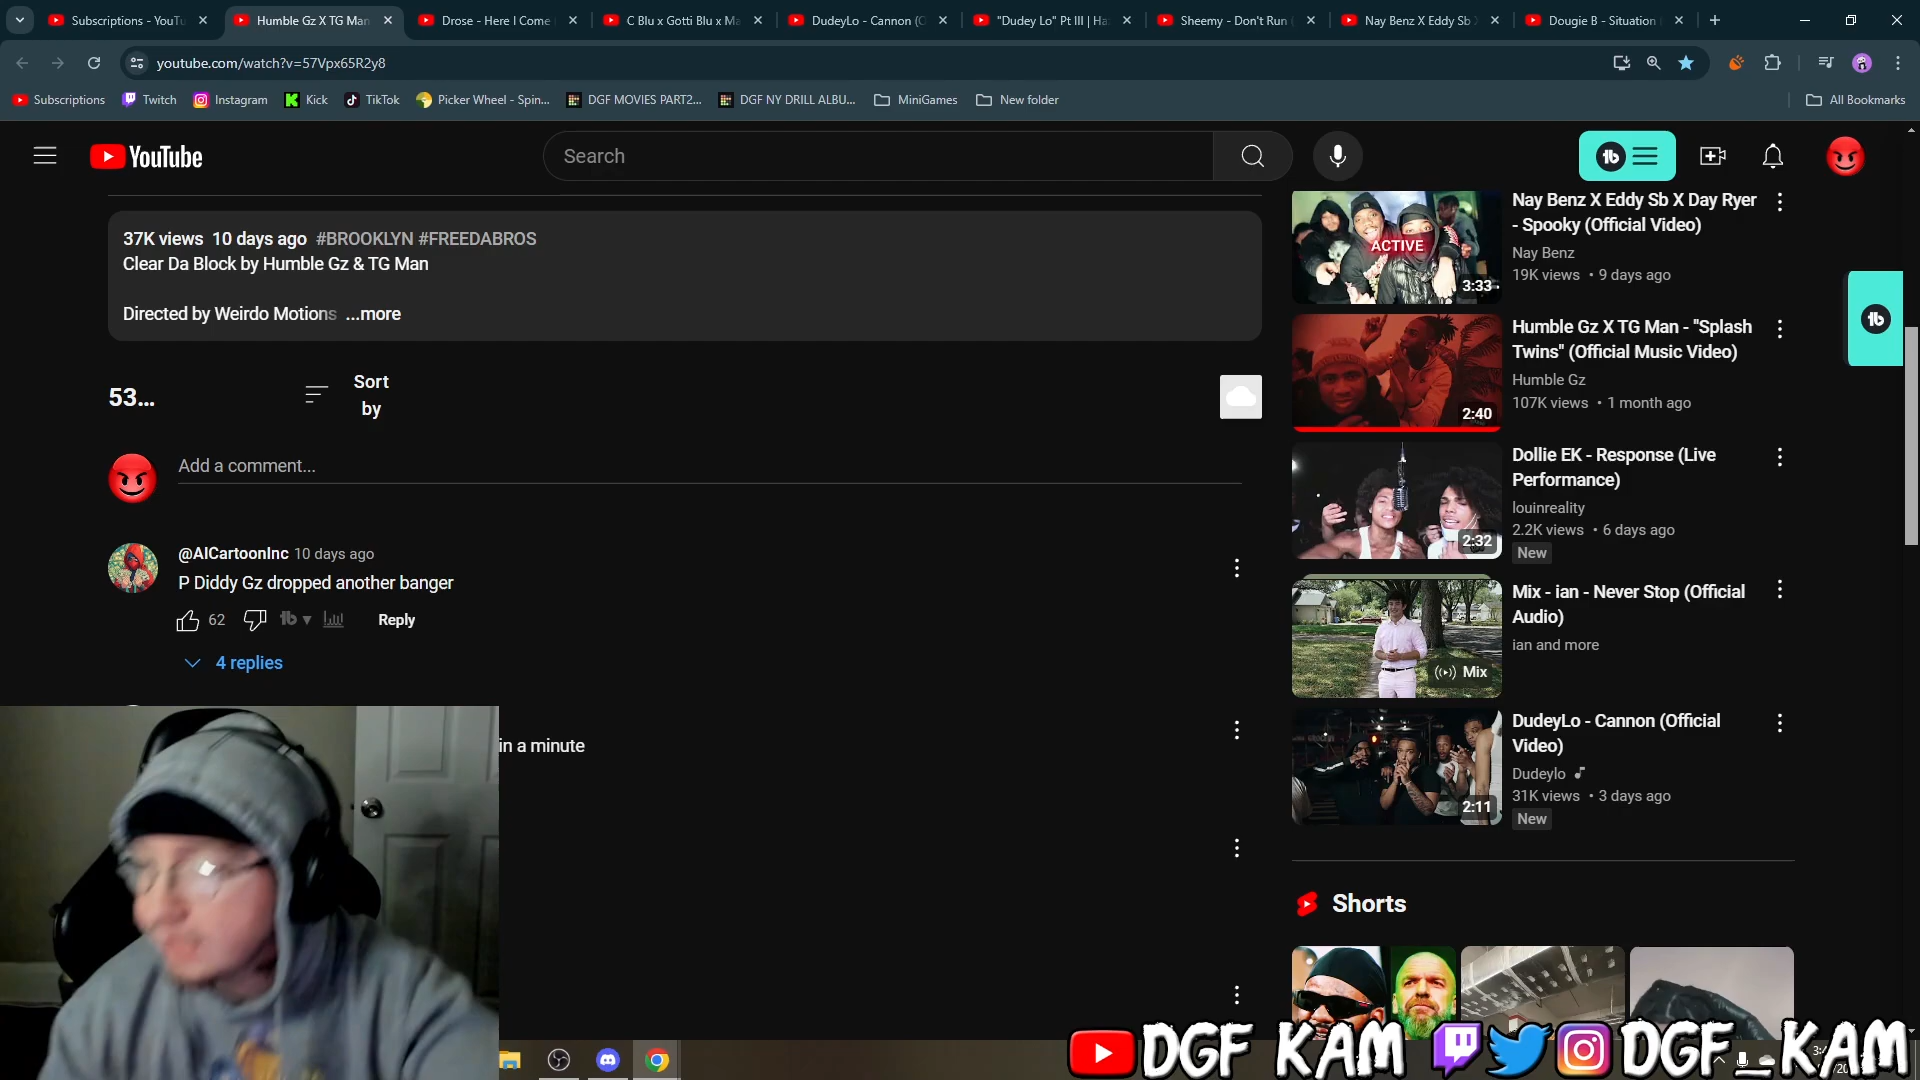 Subscriptions - YouTu
Humble Gz X TG Man
Drose - Here I Come
C Blu x Gotti Blu x Ma
DudeyLo - Cannon (O
"Dudey Lo" Pt III | Ha
Sheemy - Don't Run
Nay Benz X Eddy Sb
Dougie B - Situation
youtube.com/watch?v=57Vpx65R2y8
Subscriptions
Twitch
Instagram
Kick
TikTok
Picker Wheel - Spin...
DGF MOVIES PART2...
DGF NY DRILL ALBU...
MiniGames
New folder
All Bookmarks
YouTube
Search
37K views 10 days ago #BROOKLYN #FREEDABROS
Clear Da Block by Humble Gz & TG Man
Directed by Weirdo Motions ...more
53...
Sort
by
Add a comment...
@AICartoonInc 10 days ago
P Diddy Gz dropped another banger
62
Reply
4 replies
in a minute
ACTIVE
3:33
Nay Benz X Eddy Sb X Day Ryer
- Spooky (Official Video)
Nay Benz
19K views • 9 days ago
2:40
Humble Gz X TG Man - "Splash
Twins" (Official Music Video)
Humble Gz
107K views • 1 month ago
2:32
Dollie EK - Response (Live
Performance)
louinreality
2.2K views • 6 days ago
New
Mix
Mix - ian - Never Stop (Official
Audio)
ian and more
2:11
DudeyLo - Cannon (Official
Video)
Dudeylo
31K views • 3 days ago
New
Shorts
DGF KAM
DGF_KAM